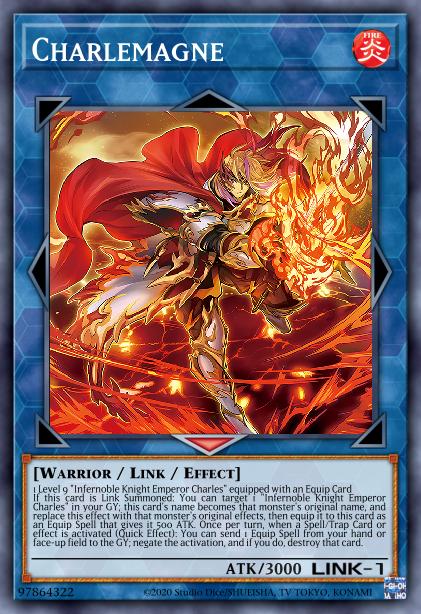 CHARLEMAGNE
FIRE
炎
[WARRIOR / LINK / EFFECT]
1 Level 9 "Infernoble Knight Emperor Charles" equipped with an Equip Card
If this card is Link Summoned: You can target 1 "Infernoble Knight Emperor
Charles" in your GY; this card's name becomes that monster's original name, and
replace this effect with that monster's original effects, then equip it to this card as
an Equip Spell that gives it 500 ATK. Once per turn, when a Spell/Trap Card or
effect is activated (Quick Effect): You can send 1 Equip Spell from your hand or
face-up field to the GY; negate the activation, and if you do, destroy that card.
ATK/3000 LINK-1
97864322 ©2020 Studio Dice/SHUEISHA, TV TOKYO, KONAMI